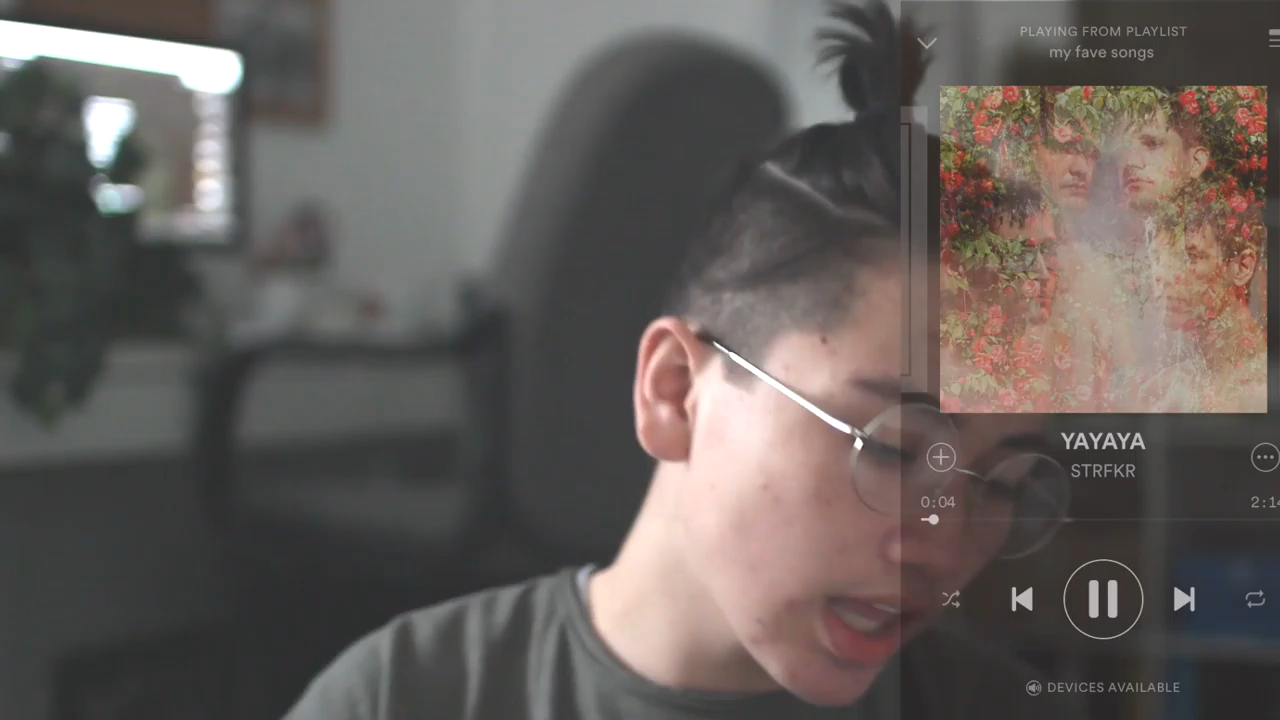 PLAYING FROM PLAYLIST
my fave songs
YAYAYA
STRFKR
0:04
2:14
DEVICES AVAILABLE